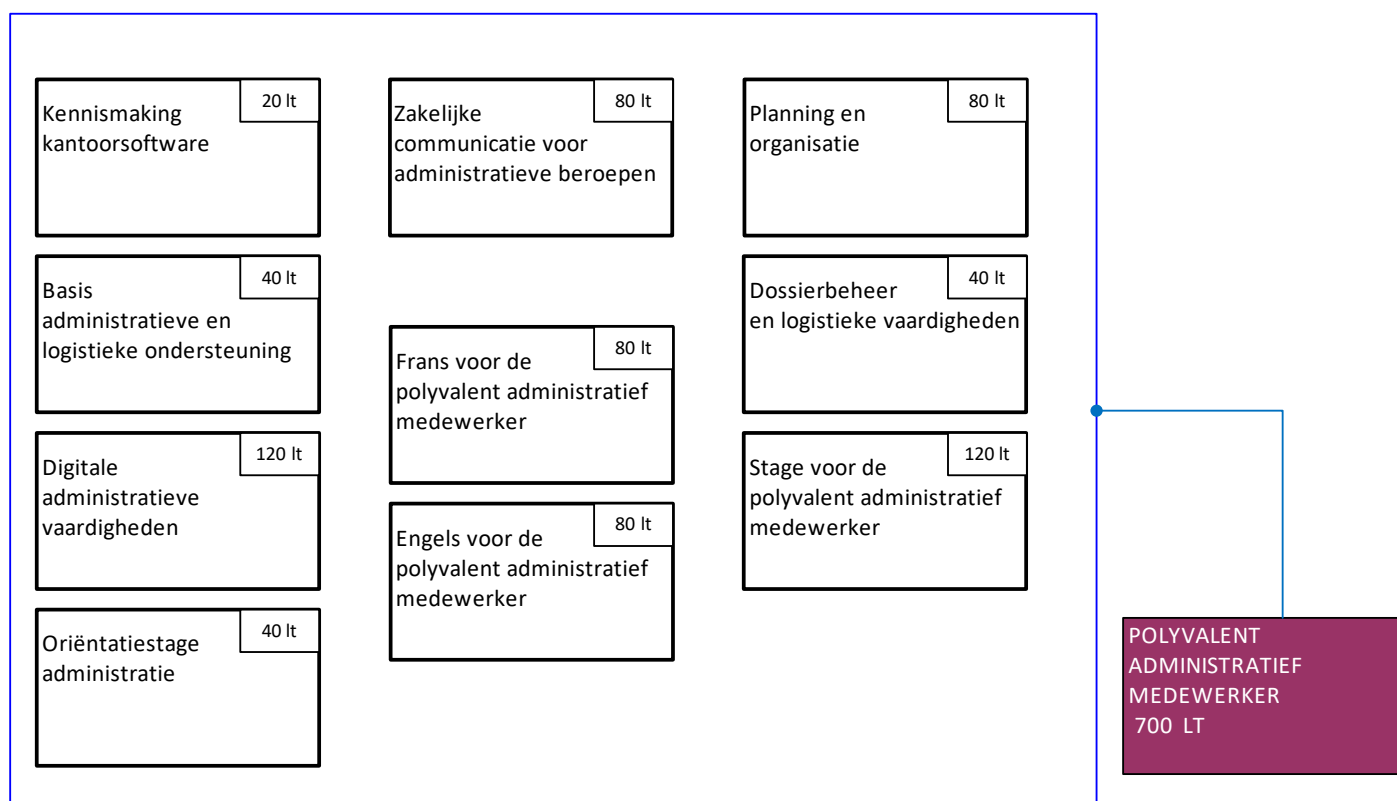 Kennismaking
kantoorsoftware
20 lt
Basis
administratieve en
logistieke ondersteuning
40 lt
Digitale
administratieve
vaardigheden
120 lt
Oriëntatiestage
administratie
40 lt
Zakelijke
communicatie voor
administratieve beroepen
80 lt
Frans voor de
polyvalent administratief
medewerker
80 lt
Engels voor de
polyvalent administratief
medewerker
80 lt
Planning en
organisatie
80 lt
Dossierbeheer
en logistieke vaardigheden
40 lt
Stage voor de
polyvalent administratief
medewerker
120 lt
POLYVALENT
ADMINISTRATIEF
MEDEWERKER
700 LT